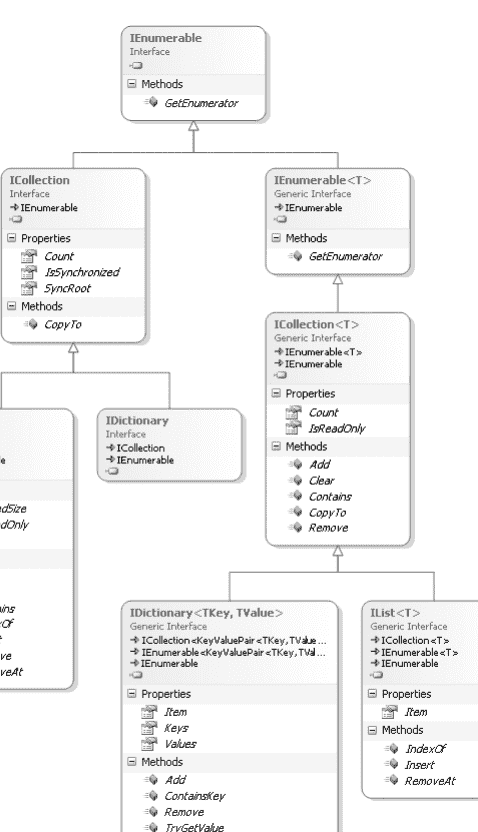 IEnumerable
Interface
Methods
GetEnumerator
ICollection
Interface
IEnumerable
Properties
Count
IsSynchronized
SyncRoot
Methods
CopyTo
IEnumerable<T>
Generic Interface
IEnumerable
Methods
GetEnumerator
ICollection<T>
Generic Interface
IEnumerable<T>
IEnumerable
Properties
Count
IsReadOnly
Methods
Add
Clear
Contains
CopyTo
Remove
IDictionary
Interface
ICollection
IEnumerable
e
dSize
dOnly
ins
Of
ve
veAt
IDictionary<TKey, TValue>
Generic Interface
ICollection<KeyValuePair<TKey, TValue ...
IEnumerable<KeyValuePair<TKey, TVal ...
IEnumerable
Properties
Item
Keys
Values
Methods
Add
ContainsKey
Remove
TryGetValue
IList<T>
Generic Interface
ICollection<T>
IEnumerable<T>
IEnumerable
Properties
Item
Methods
IndexOf
Insert
RemoveAt